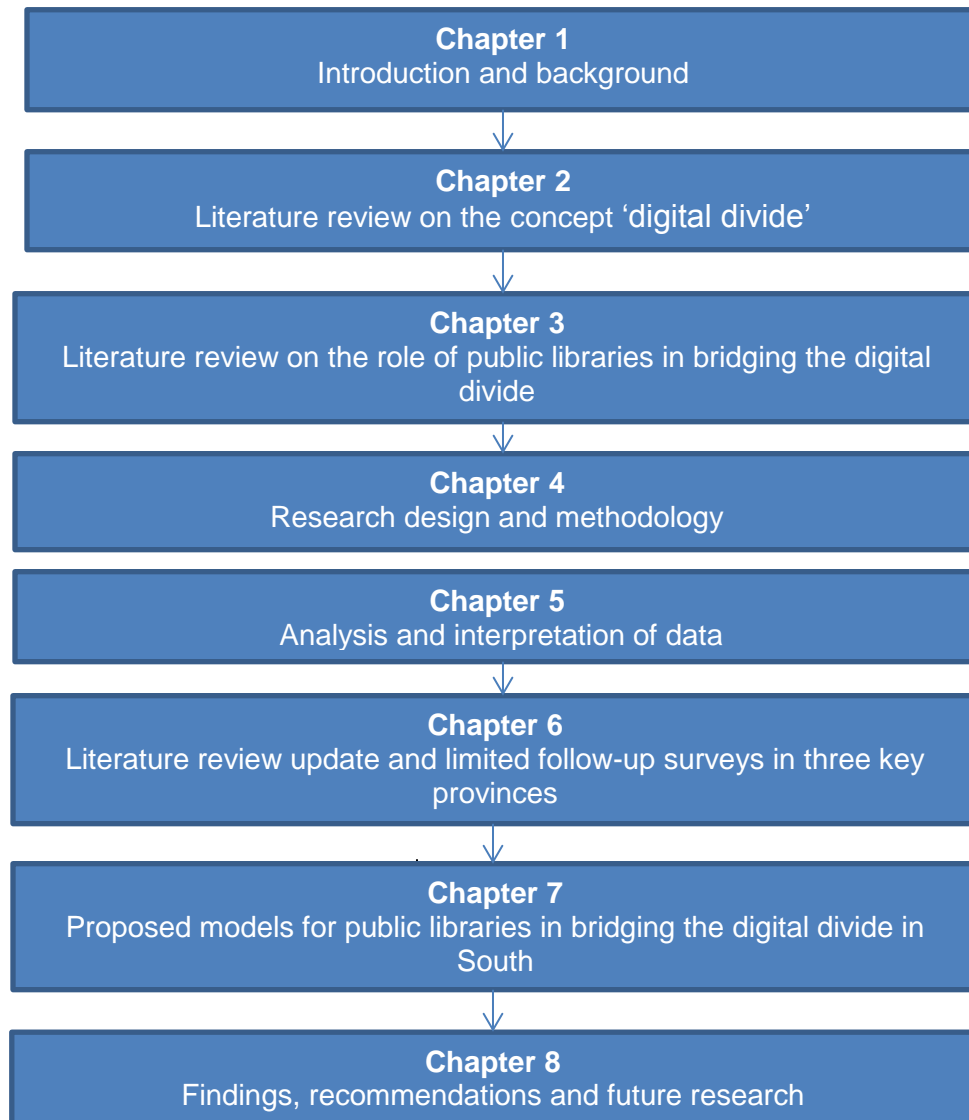 Chapter 1
Introduction and background
Chapter 2
Literature review on the concept ‘digital divide’
Chapter 3
Literature review on the role of public libraries in bridging the digital
divide
Chapter 4
Research design and methodology
Chapter 5
Analysis and interpretation of data
Chapter 6
Literature review update and limited follow-up surveys in three key
provinces
Chapter 7
Proposed models for public libraries in bridging the digital divide in
South
Chapter 8
Findings, recommendations and future research